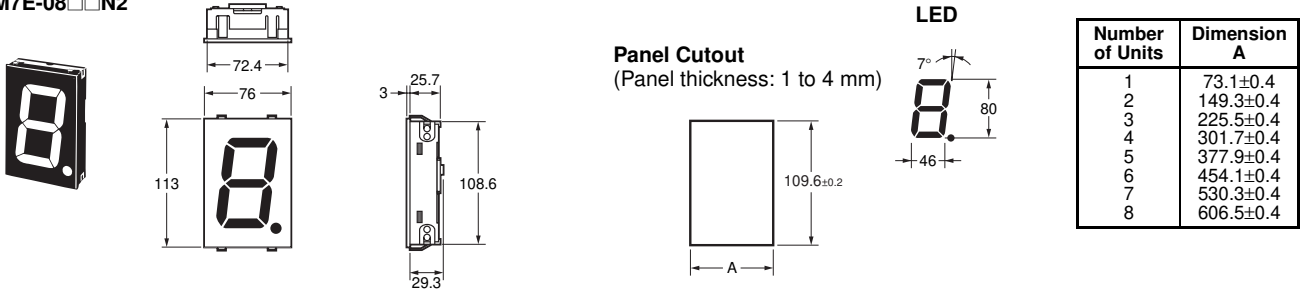 M7E-08□□N2
72.4
76
113
3
25.7
108.6
29.3
Panel Cutout
(Panel thickness: 1 to 4 mm)
109.6±0.2
A
LED
7°
80
46
Number of Units
Dimension A
1 73.1±0.4
2 149.3±0.4
3 225.5±0.4
4 301.7±0.4
5 377.9±0.4
6 454.1±0.4
7 530.3±0.4
8 606.5±0.4